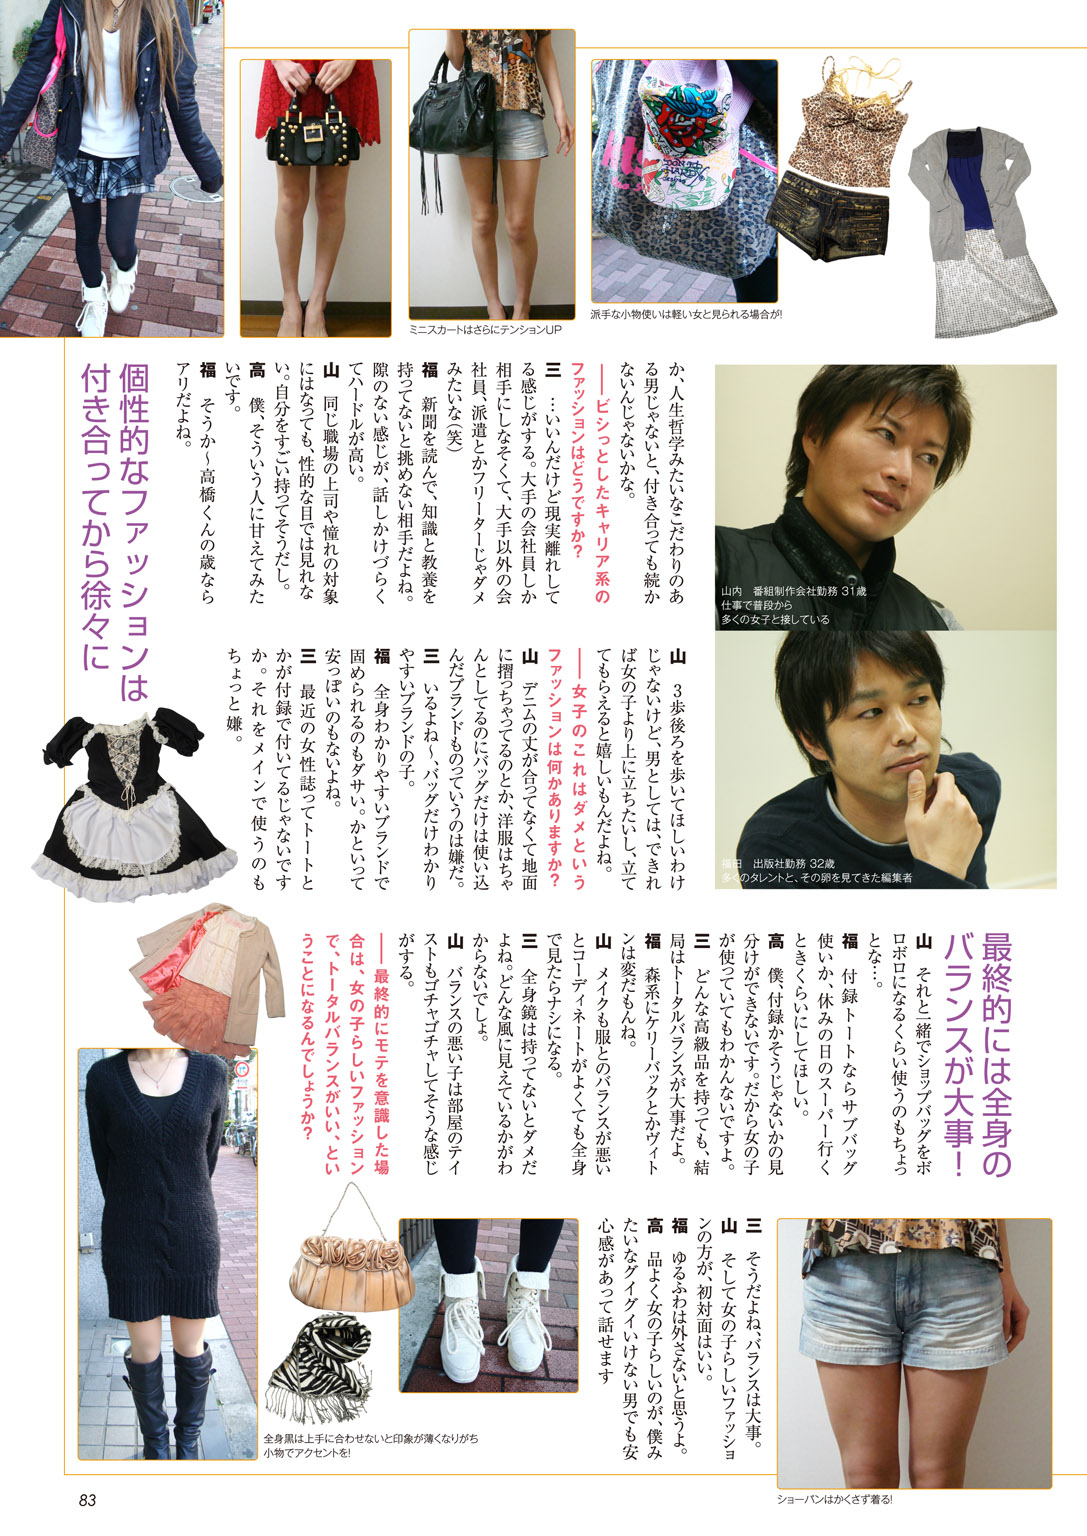 ミニスカートはさらにテンションUP
派手な小物使いは軽い女と見られる場合が!
か、人生哲学みたいなこだわりのあ
る男じゃないと、付き合っても続か
ないんじゃないかな。
――ビシっとしたキャリア系の
ファッションはどうですか?
三 …いいんだけど現実離れして
る感じがする。大手の会社員しか
相手にしなそくて、大手以外の会
社員、派遣とかフリーターじゃダメ
みたいな(笑)
福 新聞を読んで、知識と教養を
持ってないと挑めない相手だよね。
隙のない感じが、話しかけづらく
てハードルが高い。
山 同じ職場の上司や憧れの対象
にはなっても、性的な目では見れな
い。自分をすごい持ってそうだし。
高 僕、そういう人に甘えてみた
いです。
福 そうか〜高橋くんの歳なら
アリだよね。
個性的なファッションは
付き合ってから徐々に
山内 番組制作会社勤務 31歳
仕事で普段から
多くの女子と接している
福田 出版社勤務 32歳
多くのタレントと、その卵を見てきた編集者
山 3歩後ろを歩いてほしいわけ
じゃないけど、男としては、できれ
ば女の子より上に立ちたいし、立て
てもらえると嬉しいもんだよね。
――女子のこれはダメという
ファッションは何かありますか?
山 デニムの丈が合ってなくて地面
に摺っちゃってるのとか、洋服はちゃ
んとしてるのにバッグだけは使い込
んだブランドものっていうのは嫌だ。
三 いるよね〜、バッグだけわかり
やすいブランドの子。
福 全身わかりやすいブランドで
固められるのもダサい。かといって
安っぽいのもないよね。
三 最近の女性誌ってトートと
かが付録で付いてるじゃないです
か。それをメインで使うのも
ちょっと嫌。
最終的には全身の
バランスが大事!
山 それと一緒でショップバッグをボ
ロボロになるくらい使うのもちょっ
とな…。
福 付録トートならサブバッグ
使いか、休みの日のスーパー行く
ときくらいにしてほしい。
高 僕、付録かそうじゃないかの見
分けができないです。だから女の子
が使っていてもわかんないですよ。
三 どんな高級品を持っても、結
局はトータルバランスが大事だよ。
福 森系にケリーバックとかヴィト
ンは変だもんね。
山 メイクも服とのバランスが悪い
とコーディネートがよくても全身
で見たらナシになる。
三 全身鏡は持ってないとダメだ
よね。どんな風に見えているかがわ
からないでしょ。
山 バランスの悪い子は部屋のテイ
ストもゴチャゴチャしてそうな感じ
がする。
――最終的にモテを意識した場
合は、女の子らしいファッション
で、トータルバランスがいい、とい
うことになるんでしょうか?
三 そうだよね、バランスは大事。
山 そして女の子らしいファッショ
ンの方が、初対面はいい。
福 ゆるふわは外さないと思うよ。
高 品よく女の子らしいのが、僕み
たいなグイグイいけない男でも安
心感があって話せます
全身黒は上手に合わせないと印象が薄くなりがち
小物でアクセントを!
ショーパンはかくさず着る!
83